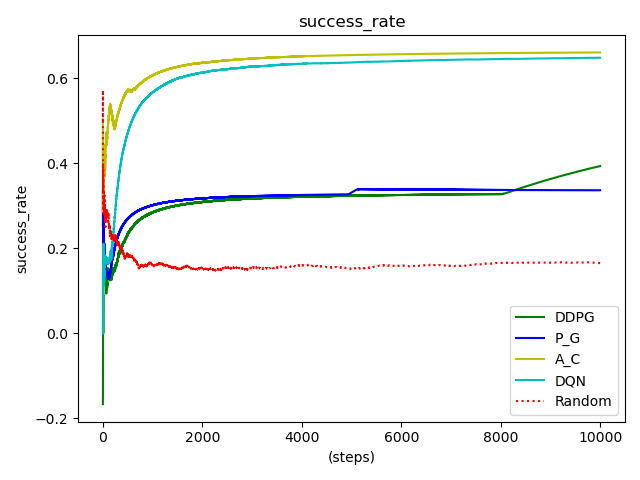 success_rate
success_rate
0.6
0.4
0.2
0.0
−0.2
0
2000
4000
6000
8000
10000
(steps)
DDPG
P_G
A_C
DQN
Random